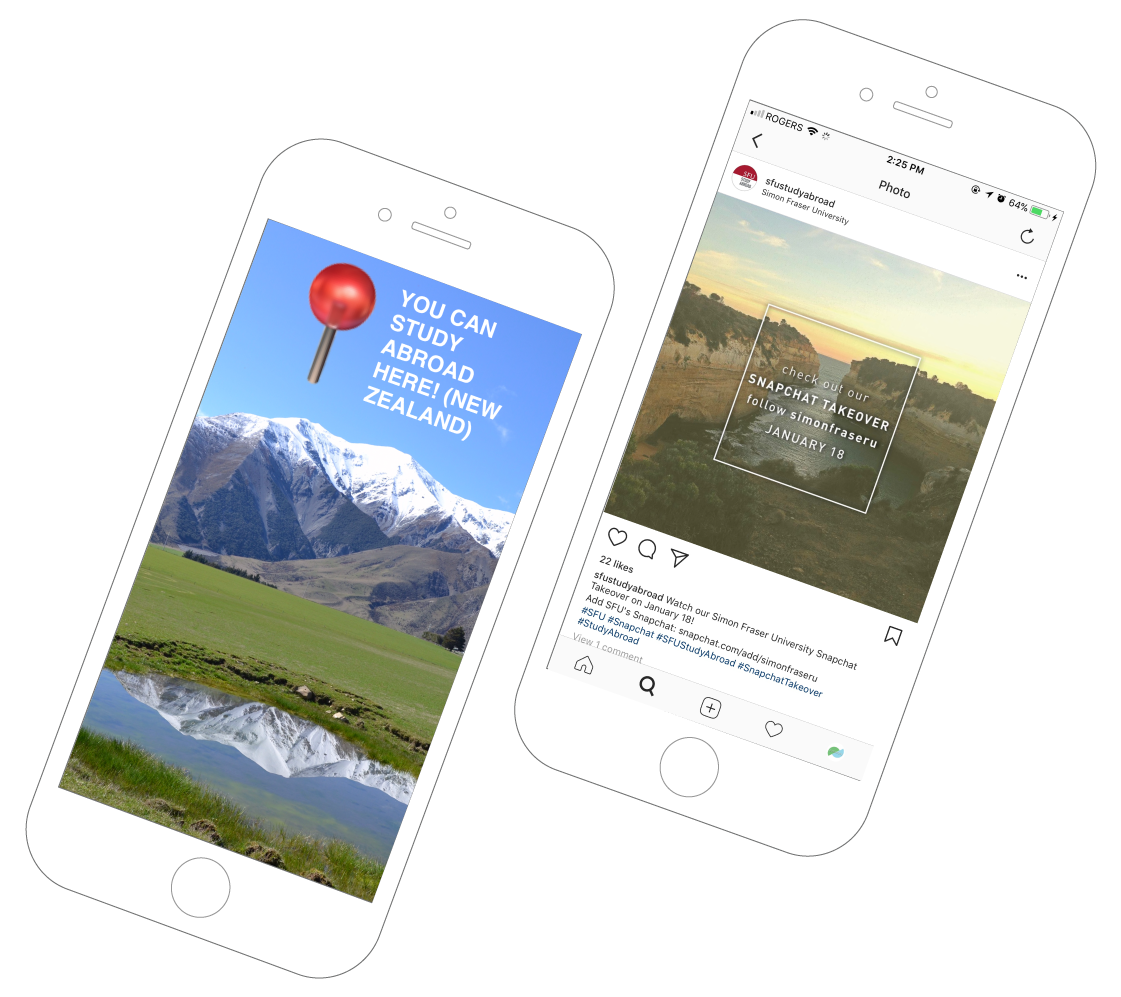 YOU CAN
STUDY
ABROAD
HERE! (NEW
ZEALAND)
ROGERS
2:25 PM
64%
Photo
SFU
STUDY
ABROAD
sfustudyabroad
Simon Fraser University
check out our
SNAPCHAT TAKEOVER
follow simonfraseru
JANUARY 18
22 likes
sfustudyabroad Watch our Simon Fraser University Snapchat
Takeover on January 18!
Add SFU's Snapchat: snapchat.com/add/simonfraseru
#SFU #Snapchat #SFUStudyAbroad #SnapchatTakeover
#StudyAbroad
View 1 comment